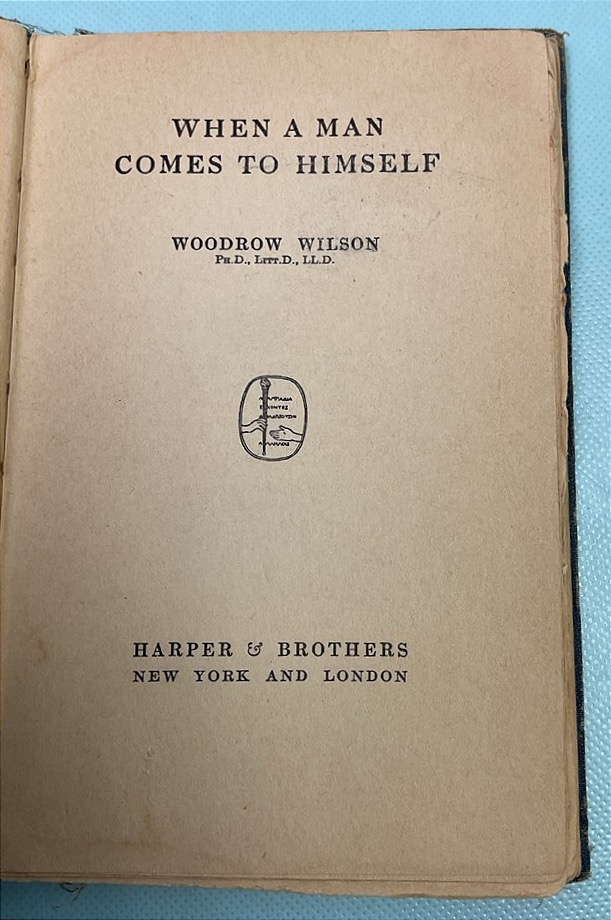 WHEN A MAN
COMES TO HIMSELF
WOODROW WILSON
PH.D., LITT.D., LL.D.
HARPER & BROTHERS
NEW YORK AND LONDON